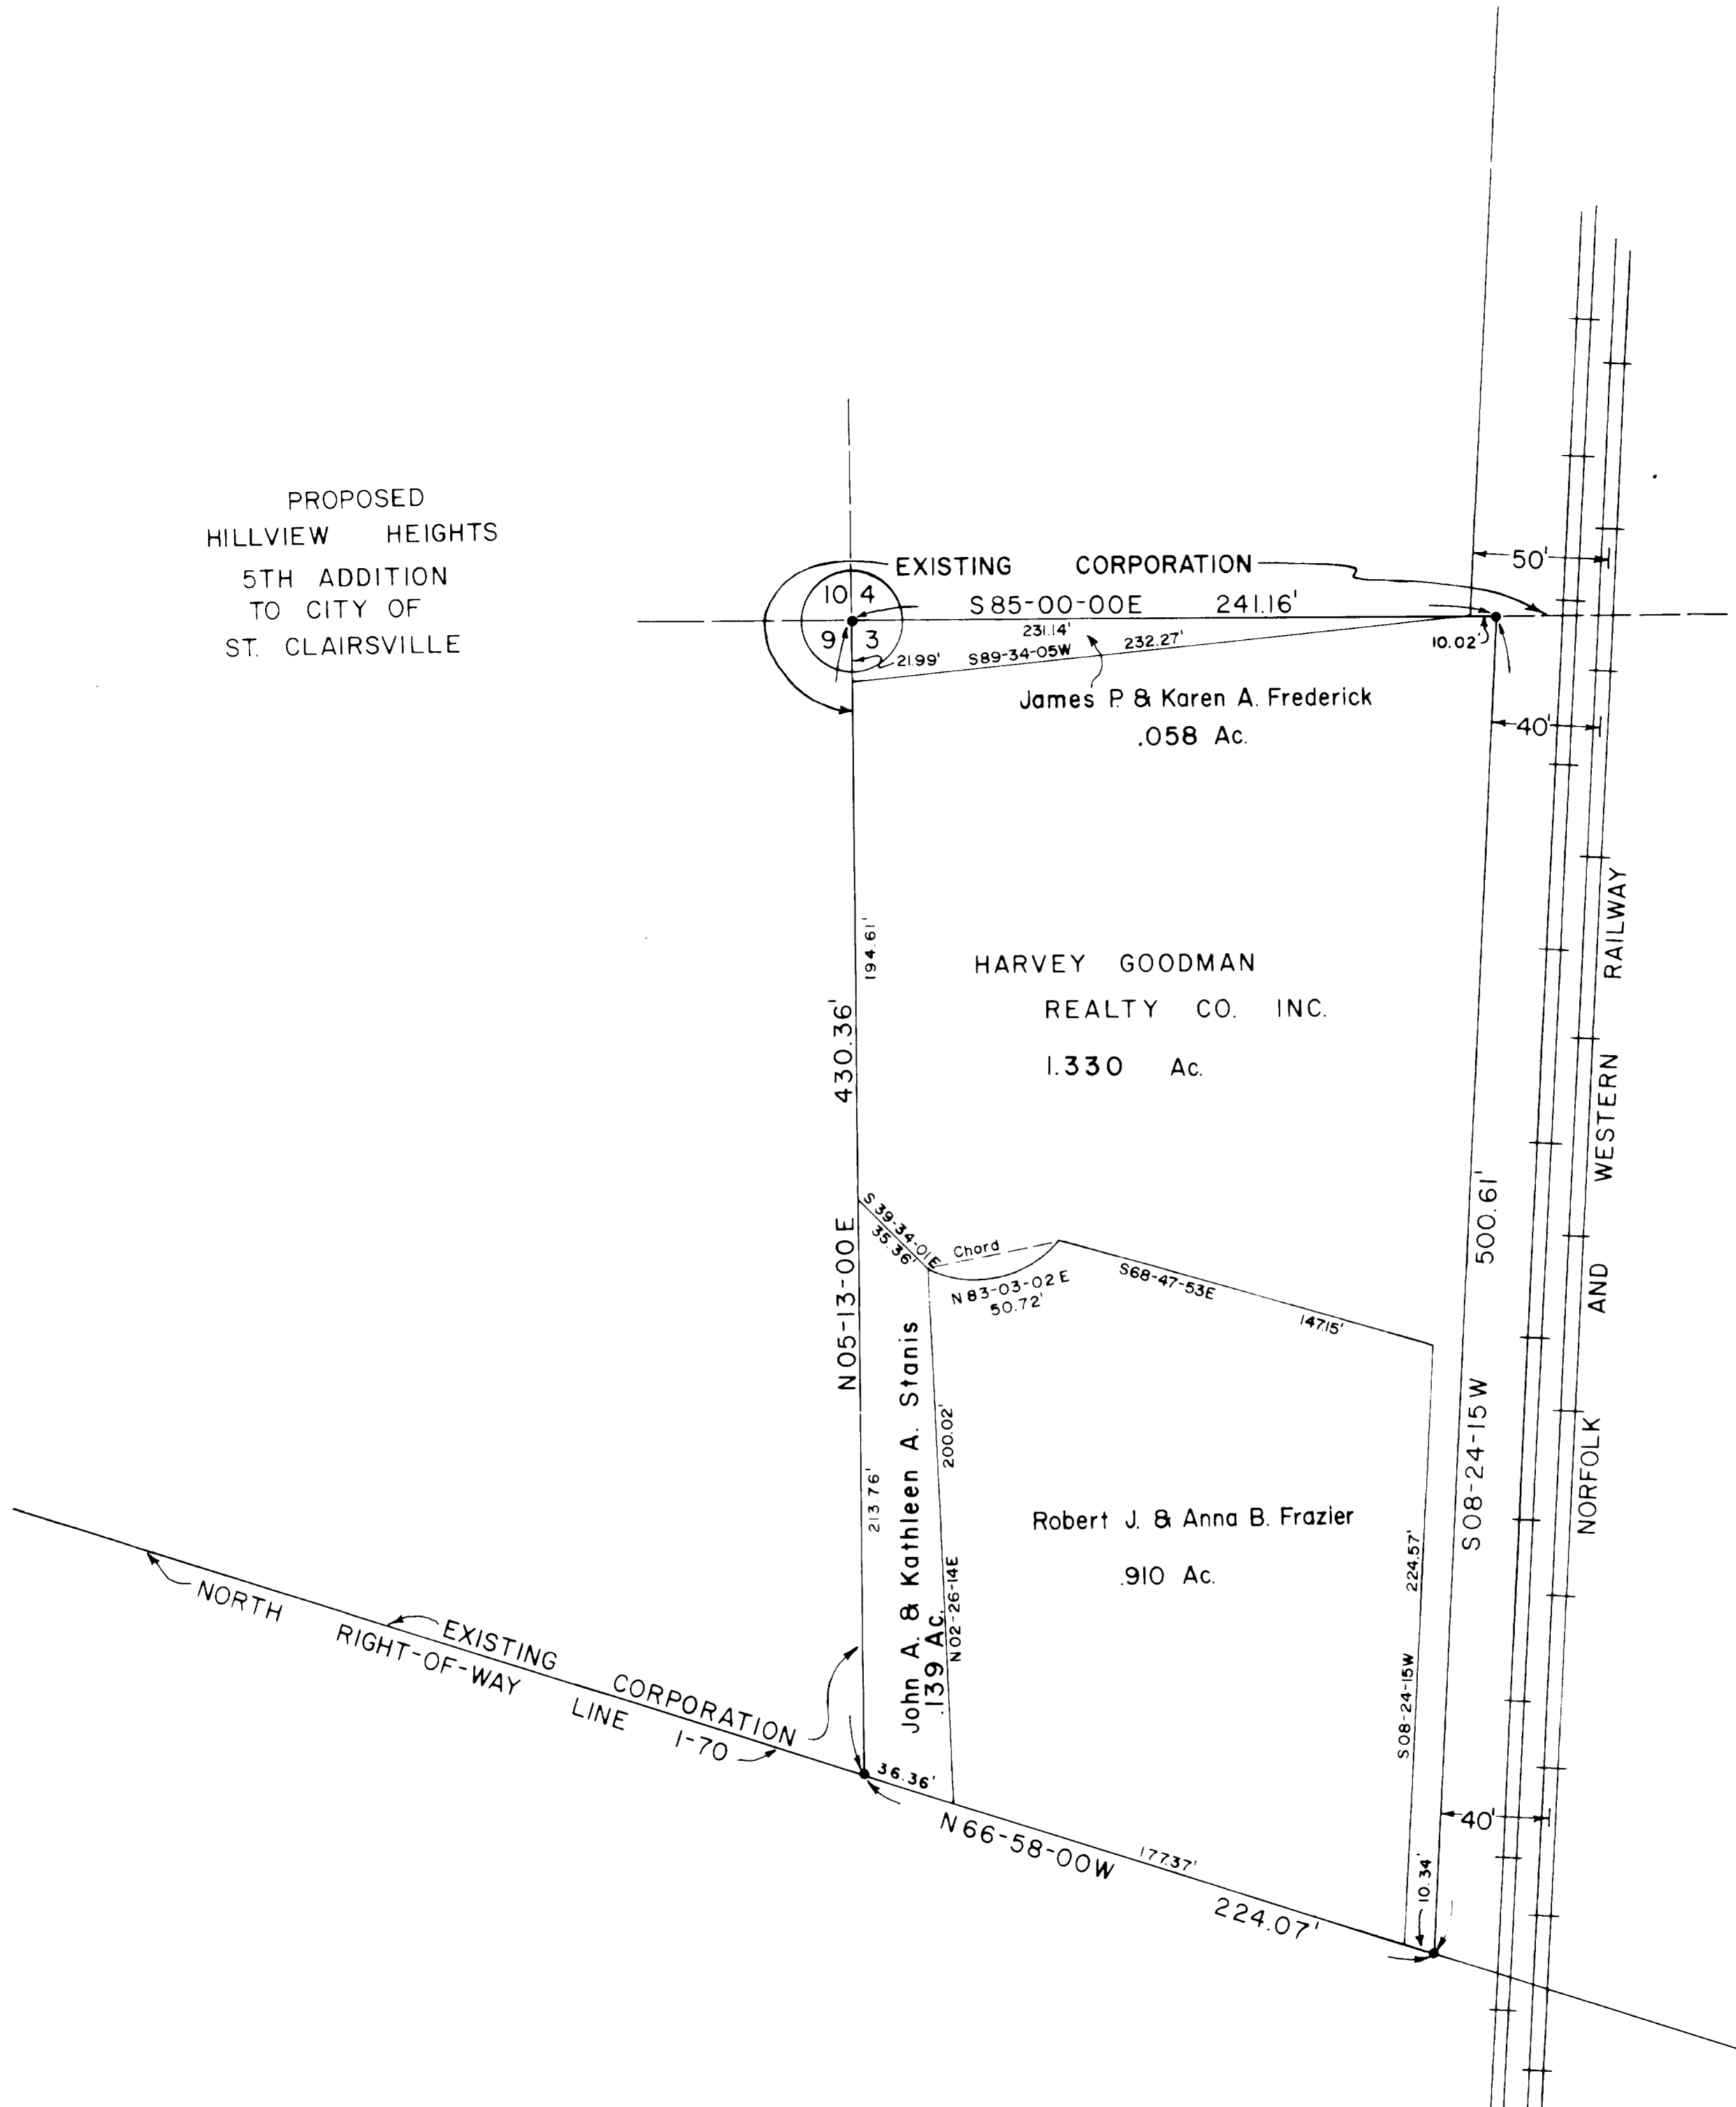 PROPOSED
HILLVIEW HEIGHTS
5TH ADDITION
TO CITY OF
ST. CLAIRSVILLE
EXISTING CORPORATION
50'
10 4
9 3
S 85-00-00E 241.16'
231.14'
21.99'
S89-34-05W 232.27'
10.02'
James P. & Karen A. Frederick
.058 Ac.
40'
194.61'
430.36'
N 05-13-00E
HARVEY GOODMAN
REALTY CO. INC.
1.330 Ac.
S 39-34-01E
35.36'
Chord
N 83-03-02E
50.72'
S68-47-53E
147.15'
500.61'
S 08-24-15W
NORFOLK AND WESTERN RAILWAY
213.76'
John A. & Kathleen A. Stanis
.139 Ac.
200.02'
N02-26-14E
Robert J. & Anna B. Frazier
.910 Ac.
224.57'
S08-24-15W
NORTH RIGHT-OF-WAY LINE I-70
EXISTING CORPORATION
36.36'
N 66-58-00W
177.37'
224.07'
10.34'
40'